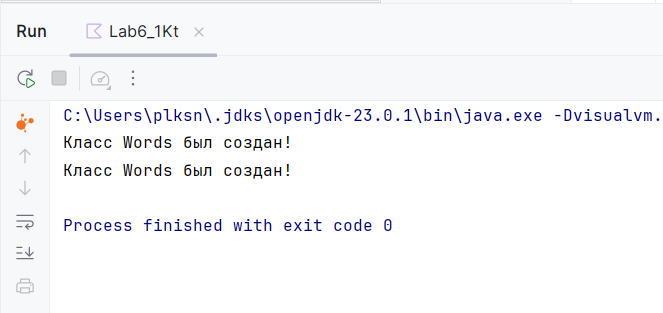 Run
Lab6_1Kt
C:\Users\plksn\.jdks\openjdk-23.0.1\bin\java.exe -Dvisualvm.
Класс Words был создан!
Класс Words был создан!
Process finished with exit code 0